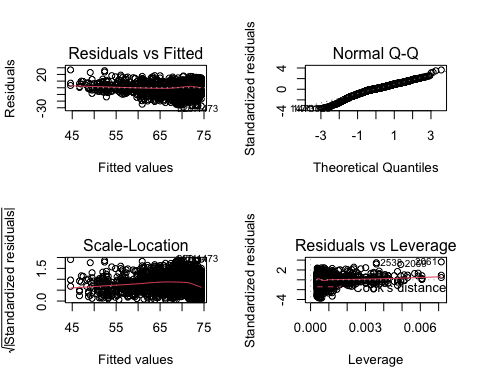 Residuals vs Fitted
Residuals
-30
20
45
55
65
75
Fitted values
Normal Q-Q
Standardized residuals
-4
0
4
-3
-1
1
3
Theoretical Quantiles
Scale-Location
√|Standardized residuals|
0.0
1.5
45
55
65
75
Fitted values
Residuals vs Leverage
Standardized residuals
-4
2
2538
2061
Cook's distance
0.000
0.003
0.006
Leverage